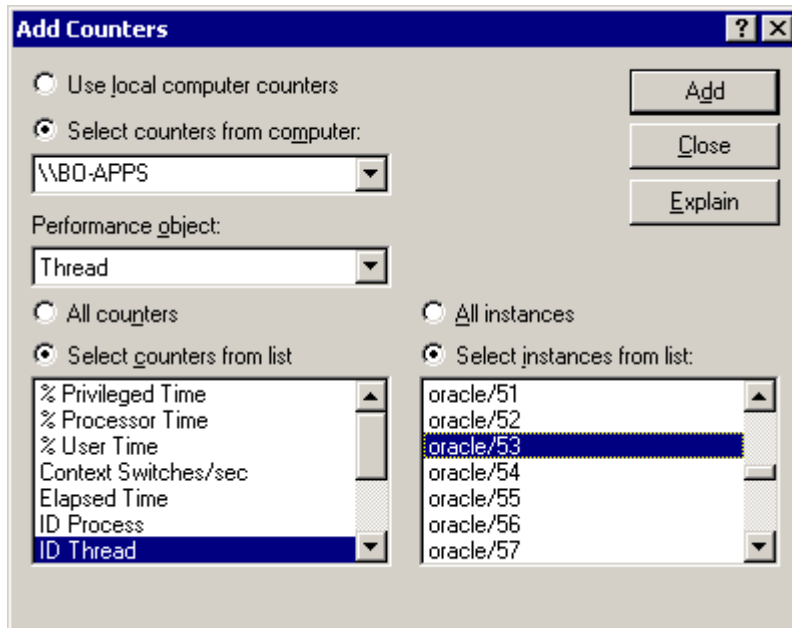 Add Counters
Use local computer counters
Add
Select counters from computer:
Close
\\BO-APPS
Explain
Performance object:
Thread
All counters
All instances
Select counters from list
Select instances from list:
% Privileged Time
% Processor Time
% User Time
Context Switches/sec
Elapsed Time
ID Process
ID Thread
oracle/51
oracle/52
oracle/53
oracle/54
oracle/55
oracle/56
oracle/57